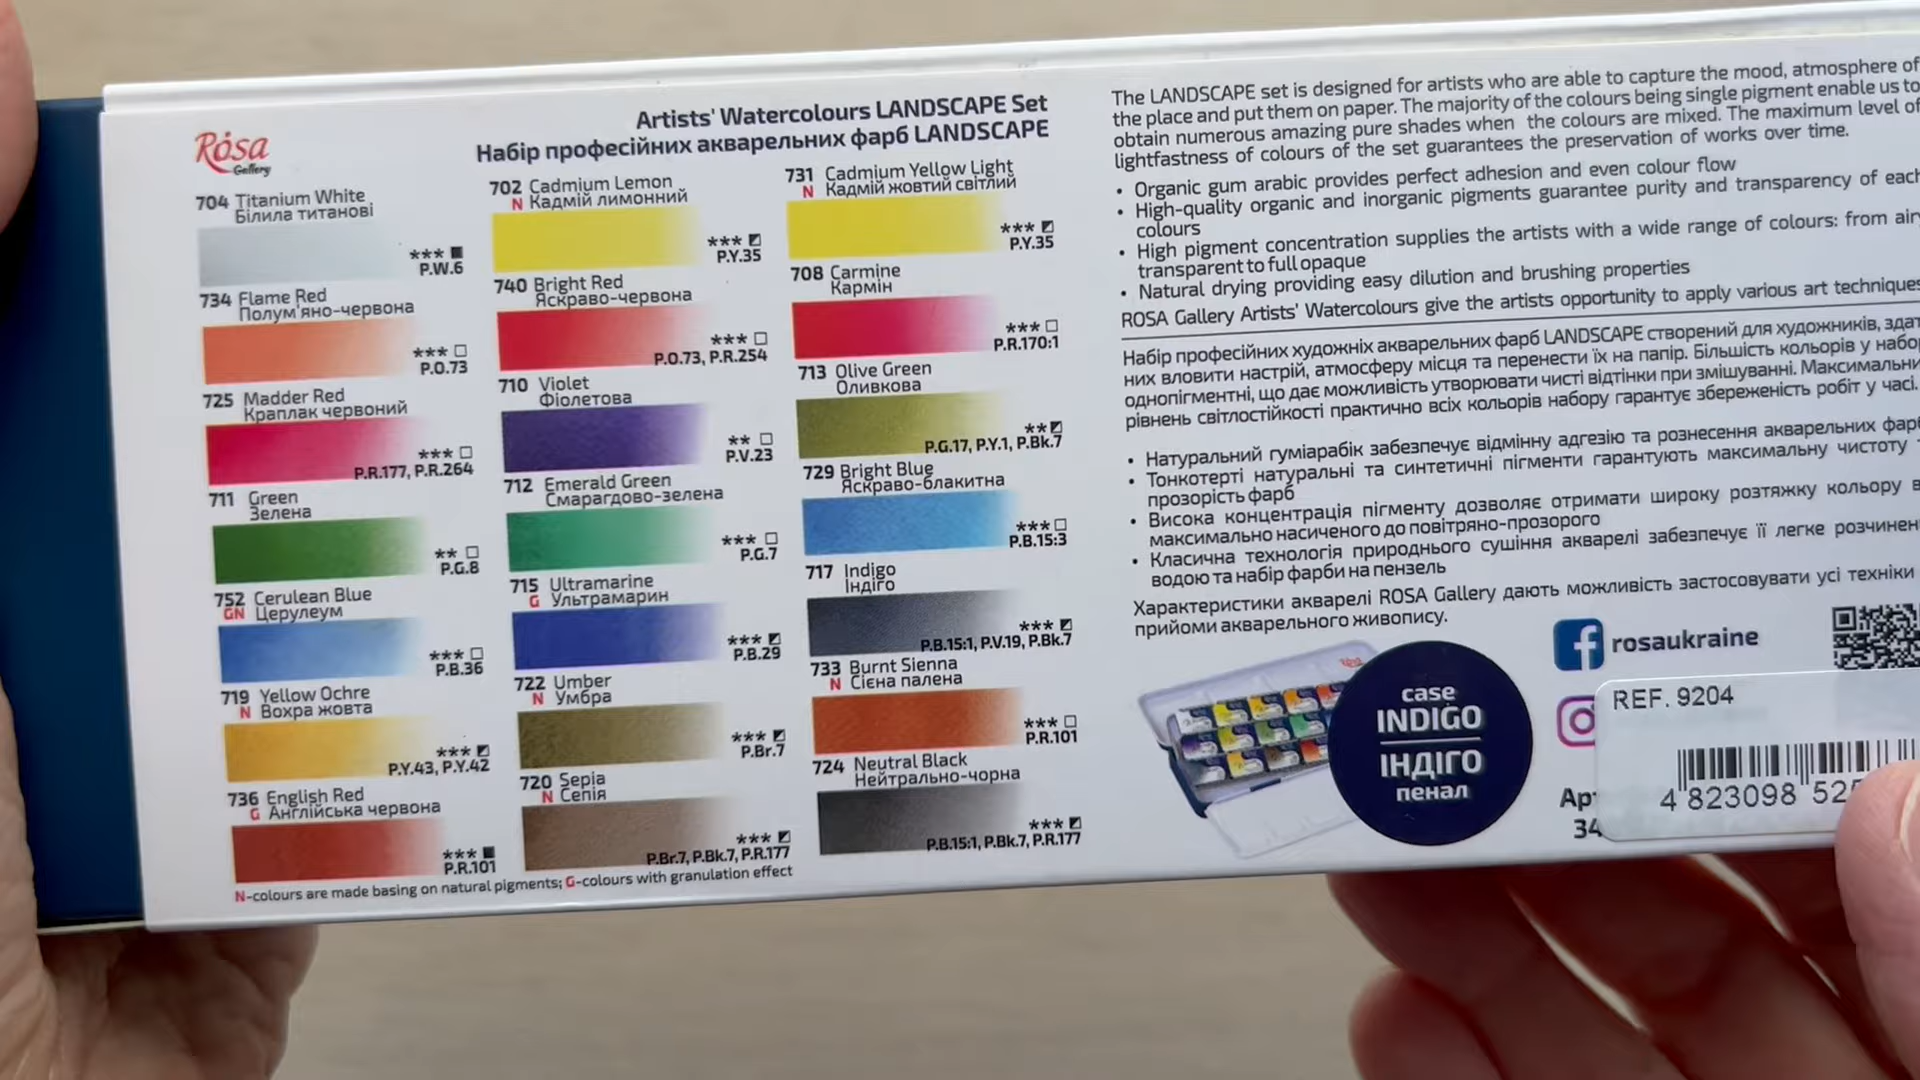 Rósa
Gallery
Artists' Watercolours LANDSCAPE Set
Набір професійних акварельних фарб LANDSCAPE
704 Titanium White
Білила титанові
*** P.W.6
702 Cadmium Lemon
N Кадмій лимонний
*** P.Y.35
731 Cadmium Yellow Light
N Кадмій жовтий світлий
*** P.Y.35
734 Flame Red
Полум'яно-червона
*** P.O.73
740 Bright Red
Яскраво-червона
*** P.O.73, P.R.254
708 Carmine
Кармін
*** P.R.170:1
725 Madder Red
Краплак червоний
*** P.R.177, P.R.264
710 Violet
Фіолетова
** P.V.23
713 Olive Green
Оливкова
** P.G.17, P.Y.1, P.Bk.7
711 Green
Зелена
** P.G.8
712 Emerald Green
Смарагдово-зелена
*** P.G.7
729 Bright Blue
Яскраво-блакитна
*** P.B.15:3
752 Cerulean Blue
GN Церулеум
*** P.B.36
715 Ultramarine
G Ультрамарин
*** P.B.29
717 Indigo
Індіго
*** P.B.15:1, P.V.19, P.Bk.7
719 Yellow Ochre
N Вохра жовта
*** P.Y.43, P.Y.42
722 Umber
N Умбра
*** P.Br.7
733 Burnt Sienna
N Сієна палена
*** P.R.101
736 English Red
G Англійська червона
*** P.R.101
720 Sepia
N Сепія
*** P.Br.7, P.Bk.7, P.R.177
724 Neutral Black
Нейтрально-чорна
*** P.B.15:1, P.Bk.7, P.R.177
N-colours are made basing on natural pigments; G-colours with granulation effect
The LANDSCAPE set is designed for artists who are able to capture the mood, atmosphere of
the place and put them on paper. The majority of the colours being single pigment enable us to
obtain numerous amazing pure shades when the colours are mixed. The maximum level of
lightfastness of colours of the set guarantees the preservation of works over time.
• Organic gum arabic provides perfect adhesion and even colour flow
• High-quality organic and inorganic pigments guarantee purity and transparency of each
colours
• High pigment concentration supplies the artists with a wide range of colours: from
transparent to full opaque
• Natural drying providing easy dilution and brushing properties
ROSA Gallery Artists' Watercolours give the artists opportunity to apply various art techniques
Набір професійних художніх акварельних фарб LANDSCAPE створений для художників,
них вловити настрій, атмосферу місця та перенести їх на папір. Більшість кольорів у
однопігментні, що дає можливість утворювати чисті відтінки при змішуванні.
рівнень світлостійкості практично всіх кольорів набору гарантує збереженість робіт у часі.
• Натуральний гуміарабік забезпечує відмінну адгезію та рознесення акварельних
• Тонкотерті натуральні та синтетичні пігменти гарантують максимальну чистоту
прозорість фарб
• Висока концентрація пігменту дозволяє отримати широку розтяжку кольору
максимально насиченого до повітряно-прозорого
• Класична технологія природнього сушіння акварелі забезпечує її легке
водою та набір фарби на пензель
Характеристики акварелі ROSA Gallery дають можливість застосовувати усі техніки
прийоми акварельного живопису.
case
INDIGO
ІНДІГО
пенал
rosaukraine
REF. 9204
4 823098 52
34